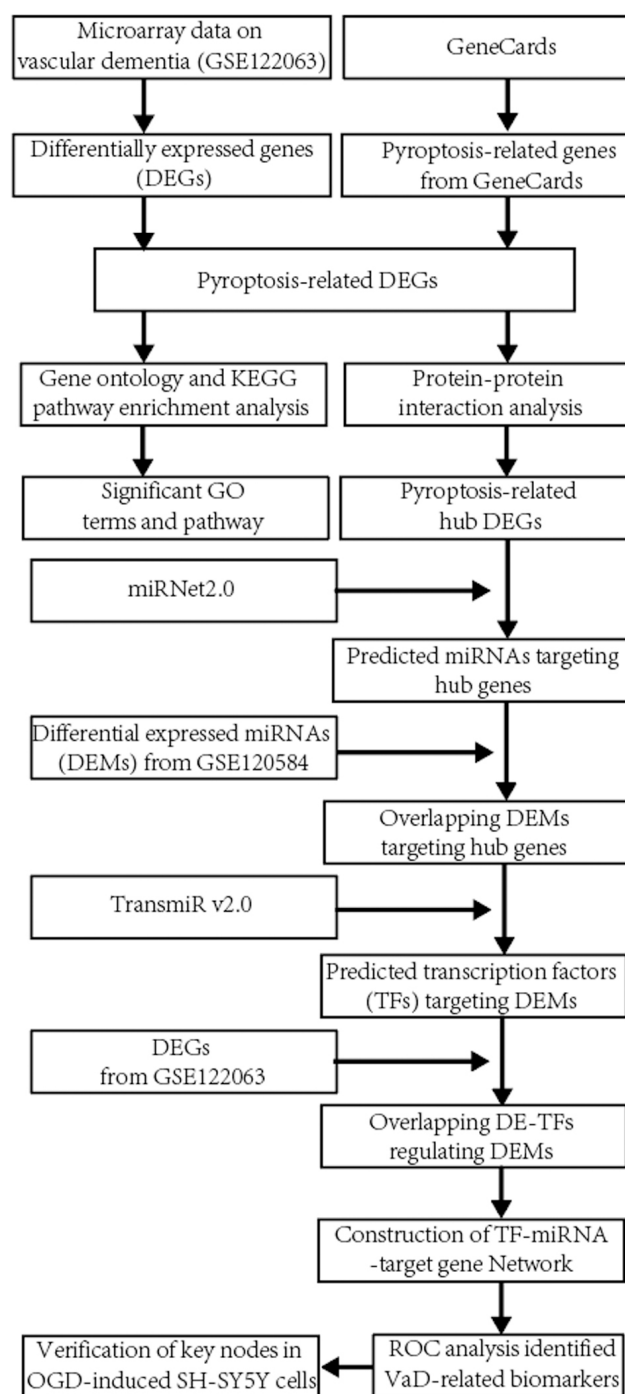 Microarray data on
vascular dementia (GSE122063)
GeneCards
Differentially expressed genes
(DEGs)
Pyroptosis-related genes
from GeneCards
Pyroptosis-related DEGs
Gene ontology and KEGG
pathway enrichment analysis
Protein-protein
interaction analysis
Significant GO
terms and pathway
Pyroptosis-related
hub DEGs
miRNet2.0
Predicted miRNAs targeting
hub genes
Differential expressed miRNAs
(DEMs) from GSE120584
Overlapping DEMs
targeting hub genes
TransmiR v2.0
Predicted transcription factors
(TFs) targeting DEMs
DEGs
from GSE122063
Overlapping DE-TFs
regulating DEMs
Construction of TF-miRNA
-target gene Network
Verification of key nodes in
OGD-induced SH-SY5Y cells
ROC analysis identified
VaD-related biomarkers